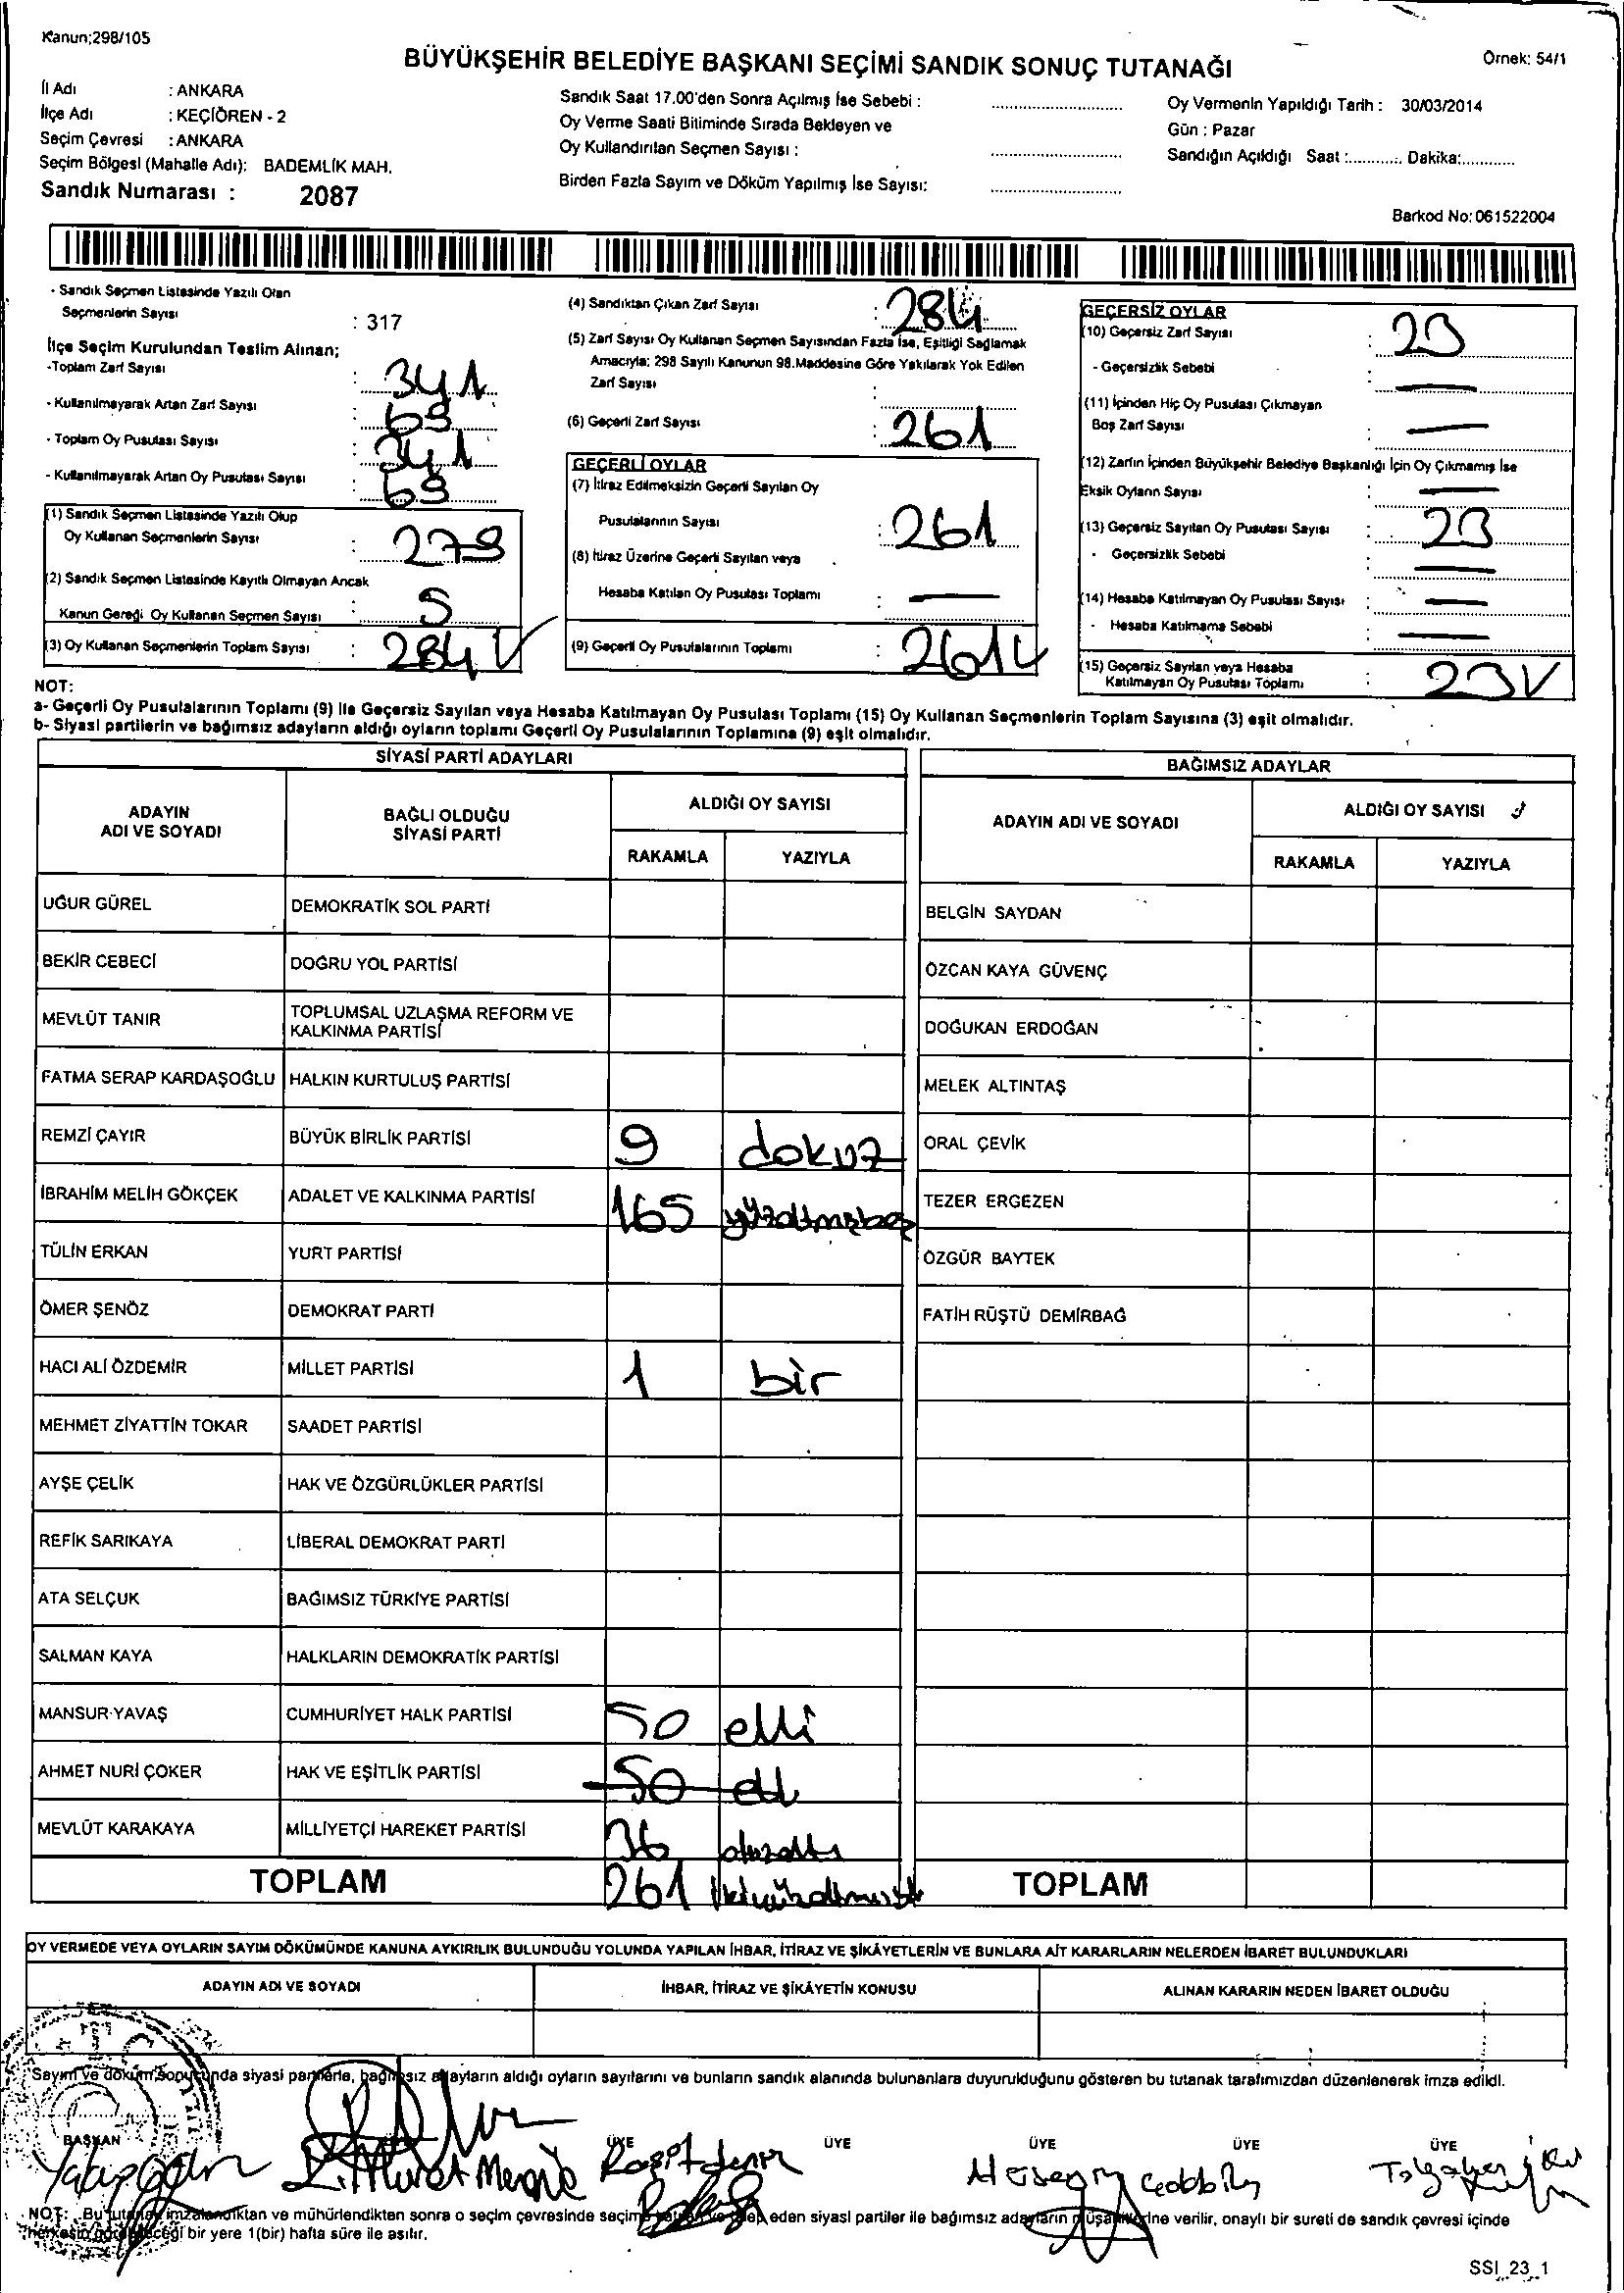 Kanun;298/105
BÜYÜKŞEHİR BELEDİYE BAŞKANI SEÇİMİ SANDIK SONUÇ TUTANAĞI
Örnek: 54/1
İl Adı : ANKARA
İlçe Adı : KEÇİÖREN - 2
Seçim Çevresi : ANKARA
Seçim Bölgesi (Mahalle Adı): BADEMLİK MAH.
Sandık Numarası : 2087
Sandık Saat 17.00'den Sonra Açılmış İse Sebebi : ........................
Oy Verme Saati Bitiminde Sırada Bekleyen ve
Oy Kullandırılan Seçmen Sayısı : ........................
Birden Fazla Sayım ve Döküm Yapılmış İse Sayısı: ........................
Oy Vermenin Yapıldığı Tarih : 30/03/2014
Gün : Pazar
Sandığın Açıldığı Saat :............ Dakika:............
Barkod No: 061522004
- Sandık Seçmen Listesinde Yazılı Olan
Seçmenlerin Sayısı : 317
İlçe Seçim Kurulundan Teslim Alınan;
-Toplam Zarf Sayısı : 341
- Kullanılmayarak Artan Zarf Sayısı : 69
- Toplam Oy Pusulası Sayısı : 341
- Kullanılmayarak Artan Oy Pusulası Sayısı : 69
(1) Sandık Seçmen Listesinde Yazılı Olup
Oy Kullanan Seçmenlerin Sayısı : 279
(2) Sandık Seçmen Listesinde Kayıtlı Olmayan Ancak
Kanun Gereği Oy Kullanan Seçmen Sayısı : 5
(3) Oy Kullanan Seçmenlerin Toplam Sayısı : 284
(4) Sandıktan Çıkan Zarf Sayısı : 284
(5) Zarf Sayısı Oy Kullanan Seçmen Sayısından Fazla İse, Eşitliği Sağlamak
Amacıyla; 298 Sayılı Kanunun 98.Maddesine Göre Yakılarak Yok Edilen
Zarf Sayısı :
(6) Geçerli Zarf Sayısı : 261
GEÇERLİ OYLAR
(7) İtiraz Edilmeksizin Geçerli Sayılan Oy
Pusulalarının Sayısı : 261
(8) İtiraz Üzerine Geçerli Sayılan veya
Hesaba Katılan Oy Pusulası Toplamı : —
(9) Geçerli Oy Pusulalarının Toplamı : 261
GEÇERSİZ OYLAR
(10) Geçersiz Zarf Sayısı : 23
- Geçersizlik Sebebi : —
(11) İçinden Hiç Oy Pusulası Çıkmayan
Boş Zarf Sayısı : —
(12) Zarfın İçinden Büyükşehir Belediye Başkanlığı İçin Oy Çıkmamış İse
Eksik Oyların Sayısı : —
(13) Geçersiz Sayılan Oy Pusulası Sayısı : 23
- Geçersizlik Sebebi : —
(14) Hesaba Katılmayan Oy Pusulası Sayısı : —
- Hesaba Katılmama Sebebi : —
(15) Geçersiz Sayılan veya Hesaba
Katılmayan Oy Pusulası Toplamı : 23
NOT:
a- Geçerli Oy Pusulalarının Toplamı (9) ile Geçersiz Sayılan veya Hesaba Katılmayan Oy Pusulası Toplamı (15) Oy Kullanan Seçmenlerin Toplam Sayısına (3) eşit olmalıdır.
b- Siyasi partilerin ve bağımsız adayların aldığı oyların toplamı Geçerli Oy Pusulalarının Toplamına (9) eşit olmalıdır.
SİYASİ PARTİ ADAYLARI
ADAYIN ADI VE SOYADI BAĞLI OLDUĞU SİYASİ PARTİ ALDIĞI OY SAYISI
RAKAMLA YAZIYLA
UĞUR GÜREL DEMOKRATİK SOL PARTİ
BEKİR CEBECİ DOĞRU YOL PARTİSİ
MEVLÜT TANIR TOPLUMSAL UZLAŞMA REFORM VE
KALKINMA PARTİSİ
FATMA SERAP KARDAŞOĞLU HALKIN KURTULUŞ PARTİSİ
REMZİ ÇAYIR BÜYÜK BİRLİK PARTİSİ 9 dokuz
İBRAHİM MELİH GÖKÇEK ADALET VE KALKINMA PARTİSİ 165 yüzaltmışbeş
TÜLİN ERKAN YURT PARTİSİ
ÖMER ŞENÖZ DEMOKRAT PARTİ
HACI ALİ ÖZDEMİR MİLLET PARTİSİ 1 bir
MEHMET ZİYATTİN TOKAR SAADET PARTİSİ
AYŞE ÇELİK HAK VE ÖZGÜRLÜKLER PARTİSİ
REFİK SARIKAYA LİBERAL DEMOKRAT PARTİ
ATA SELÇUK BAĞIMSIZ TÜRKİYE PARTİSİ
SALMAN KAYA HALKLARIN DEMOKRATİK PARTİSİ
MANSUR YAVAŞ CUMHURİYET HALK PARTİSİ 50 elli
AHMET NURİ ÇOKER HAK VE EŞİTLİK PARTİSİ 50
MEVLÜT KARAKAYA MİLLİYETÇİ HAREKET PARTİSİ 36 otuzaltı
TOPLAM 261
BAĞIMSIZ ADAYLAR
ADAYIN ADI VE SOYADI ALDIĞI OY SAYISI
RAKAMLA YAZIYLA
BELGİN SAYDAN
ÖZCAN KAYA GÜVENÇ
DOĞUKAN ERDOĞAN
MELEK ALTINTAŞ
ORAL ÇEVİK
TEZER ERGEZEN
ÖZGÜR BAYTEK
FATİH RÜŞTÜ DEMİRBAĞ
TOPLAM
OY VERMEDE VEYA OYLARIN SAYIM DÖKÜMÜNDE KANUNA AYKIRILIK BULUNDUĞU YOLUNDA YAPILAN İHBAR, İTİRAZ VE ŞİKÂYETLERİN VE BUNLARA AİT KARARLARIN NELERDEN İBARET BULUNDUKLARI
ADAYIN ADI VE SOYADI İHBAR, İTİRAZ VE ŞİKÂYETİN KONUSU ALINAN KARARIN NEDEN İBARET OLDUĞU
Sayım ve döküm sonucunda siyasi partilerle, bağımsız adayların aldığı oyların sayılarını ve bunların sandık alanında bulunanlara duyurulduğunu gösteren bu tutanak tarafımızdan düzenlenerek imza edildi.
BAŞKAN ÜYE ÜYE ÜYE ÜYE ÜYE
NOT: Bu tutanak imzalandıktan ve mühürlendikten sonra o seçim çevresinde seçime eden siyasi partiler ile bağımsız adayların müşahitlerine verilir, onaylı bir sureti de sandık çevresi içinde
herkesin görebileceği bir yere 1(bir) hafta süre ile asılır.
SSI_23_1